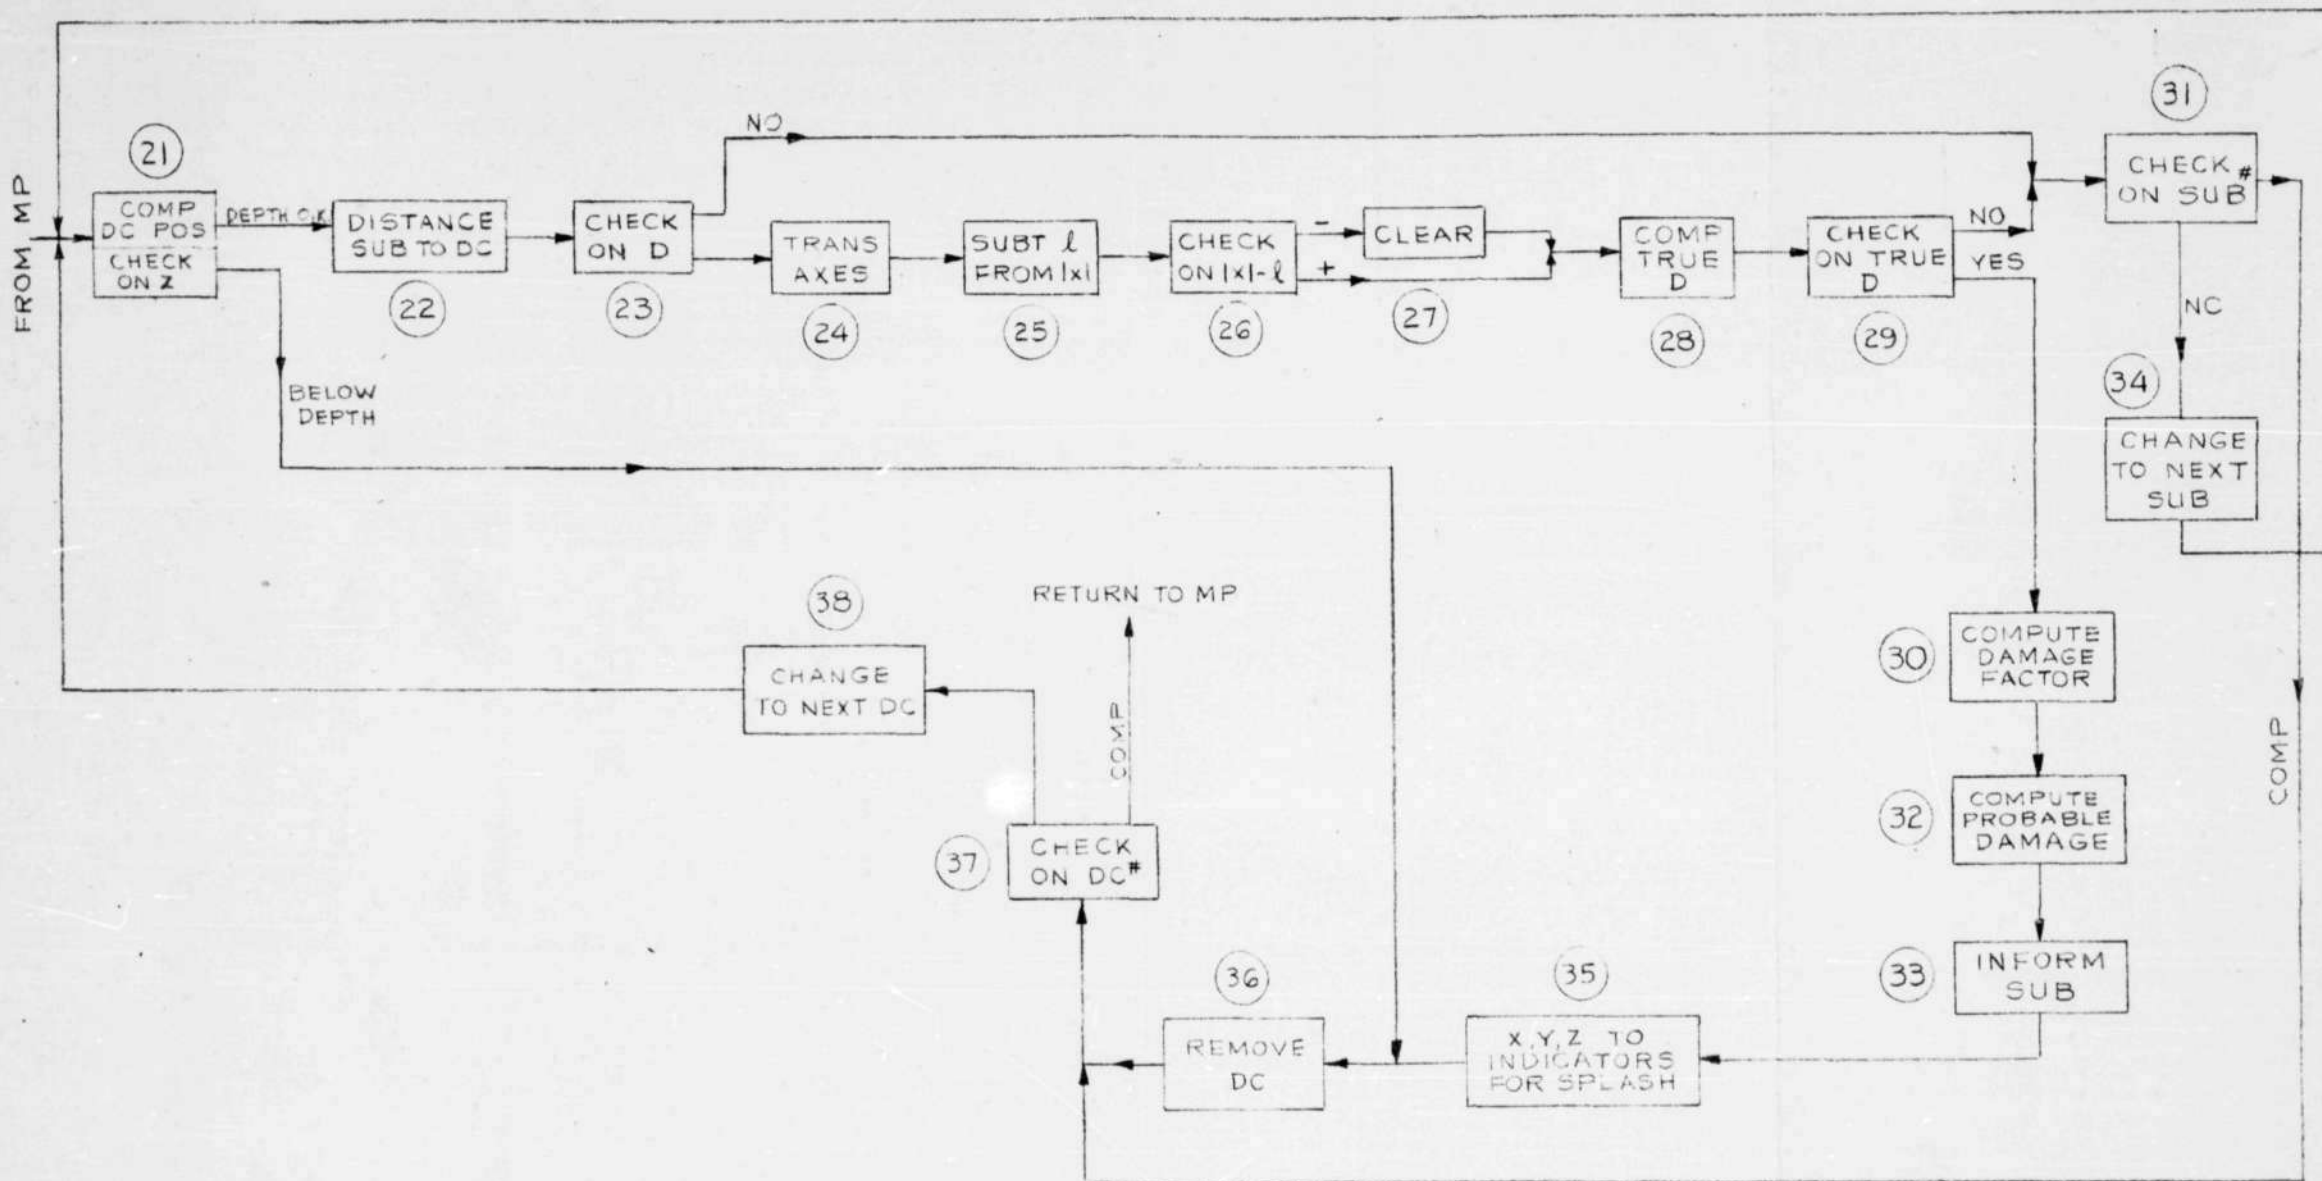 FROM MP
21
COMP
DC POS
CHECK
ON Z
DEPTH O.K
BELOW
DEPTH
DISTANCE
SUB TO DC
22
NO
CHECK
ON D
23
TRANS
AXES
24
SUBT ℓ
FROM |x|
25
CHECK
ON |x|-ℓ
26
-
+
CLEAR
27
COMP
TRUE
D
28
CHECK
ON TRUE
D
29
NO
YES
31
CHECK
ON SUB#
NC
34
CHANGE
TO NEXT
SUB
COMP
30
COMPUTE
DAMAGE
FACTOR
32
COMPUTE
PROBABLE
DAMAGE
33
INFORM
SUB
35
X,Y,Z TO
INDICATORS
FOR SPLASH
36
REMOVE
DC
37
CHECK
ON DC#
COMP
RETURN TO MP
38
CHANGE
TO NEXT DC